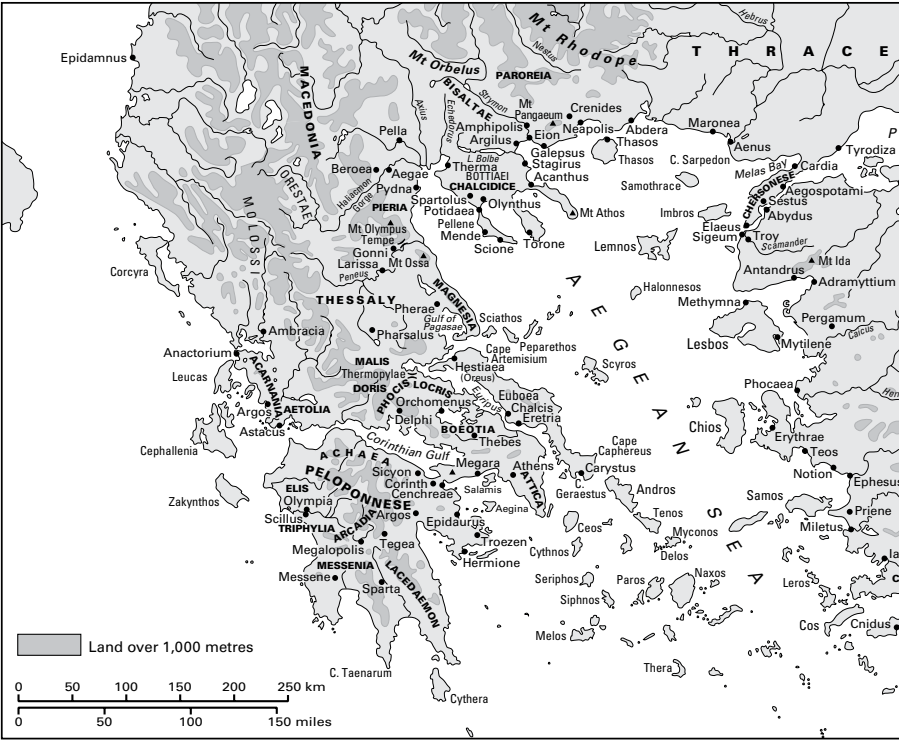 Hebrus
Mt Rhodope
Nestus
T H R A C E
Epidamnus
Mt Orbelus
PAROREIA
MACEDONIA
BISALTAE
Strymon
Axius
Echedorus
Mt
Pangaeum
Crenides
Pella
Amphipolis
Argilus
Eion
Neapolis
Abdera
Maronea
Aenus
P
Tyrodiza
L. Bolbe
Galepsus
Thasos
Thasos
C. Sarpedon
Melas Bay
Cardia
Beroea
Aegae
Therma
BOTTIAEI
Stagirus
Acanthus
Samothrace
CHERSONESE
Aegospotami
Haliacmon
Gorge
Pydna
CHALCIDICE
ORESTAE
Spartolus
Olynthus
Sestus
Abydus
PIERIA
Potidaea
Mt Athos
Imbros
MOLOSSI
Mt Olympus
Pellene
Elaeus
Tempe
Mende
Torone
Sigeum
Troy
Scione
Lemnos
Scamander
Gonni
Larissa
Mt Ossa
Mt Ida
Corcyra
Peneus
Antandrus
Adramyttium
A E G E A N S E A
Halonnesos
THESSALY
MAGNESIA
Methymna
Pherae
Gulf of
Pagasae
Sciathos
Pergamum
Ambracia
Pharsalus
Caicus
Anactorium
Cape
Artemisium
Peparethos
Lesbos
Mytilene
MALIS
Hestiaea
(Oreus)
Scyros
Leucas
ACARNANIA
Thermopylae
DORIS
PHOCIS
LOCRIS
Euripus
Euboea
Phocaea
Argos
AETOLIA
Orchomenus
Chalcis
Delphi
Eretria
Astacus
BOEOTIA
Chios
Thebes
Erythrae
Cephallenia
Corinthian Gulf
Cape
Caphereus
ACHAEA
Teos
Sicyon
Megara
Athens
Carystus
Notion
PELOPONNESE
Corinth
Ephesus
ELIS
Cenchreae
Salamis
ATTICA
C.
Geraestus
Andros
Samos
Zakynthos
Olympia
Aegina
Scillus
ARCADIA
Argos
Epidaurus
Tenos
Priene
TRIPHYLIA
Ceos
Miletus
Myconos
Megalopolis
Tegea
Troezen
Cythnos
Delos
Hermione
Ia
MESSENIA
LACEDAEMON
Messene
Seriphos
Paros
Naxos
Leros
C
Sparta
Siphnos
Cos
Cnidus
Melos
Land over 1,000 metres
C. Taenarum
Thera
0 50 100 150 200 250 km
Cythera
0 50 100 150 miles